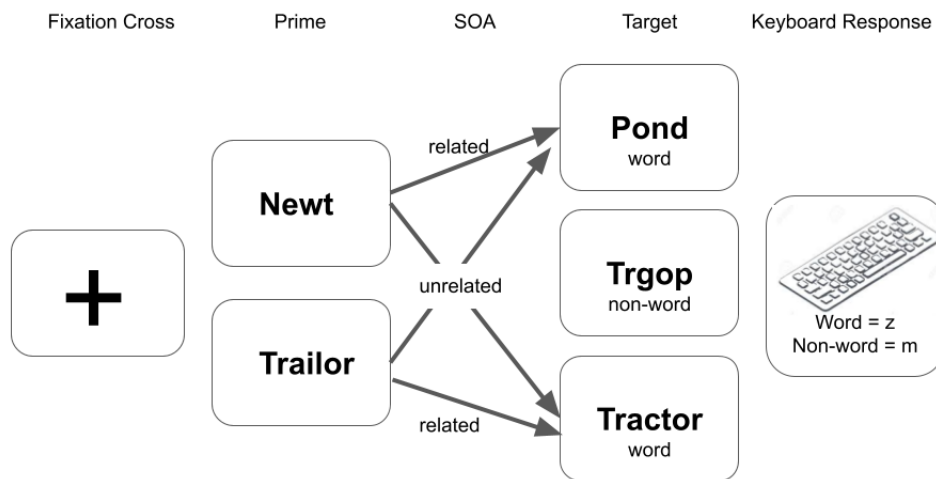 Fixation Cross
Prime
SOA
Target
Keyboard Response
Newt
Trailor
related
unrelated
related
Pond
word
Trgop
non-word
Tractor
word
Word = z
Non-word = m